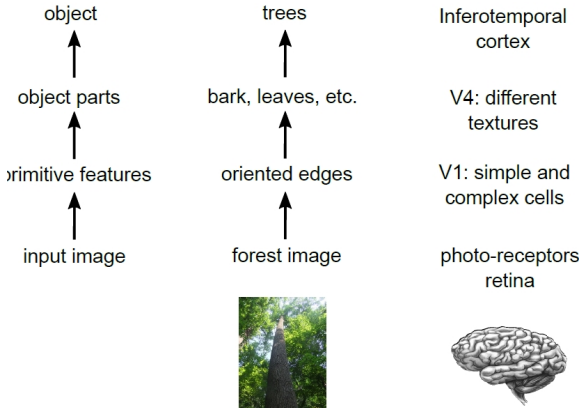 object
trees
Inferotemporal
cortex
object parts
bark, leaves, etc.
V4: different
textures
primitive features
oriented edges
V1: simple and
complex cells
input image
forest image
photo-receptors
retina